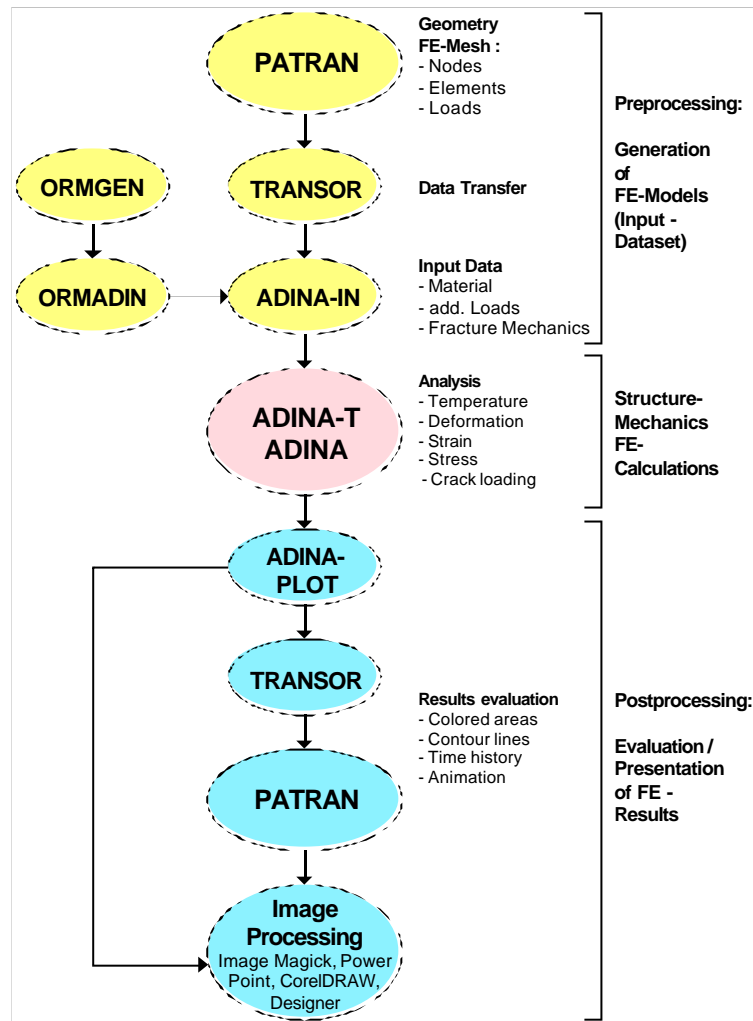 PATRAN
Geometry
FE-Mesh :
- Nodes
- Elements
- Loads
Preprocessing:
Generation
of
FE-Models
(Input -
Dataset)
ORMGEN
TRANSOR
Data Transfer
ORMADIN
ADINA-IN
Input Data
- Material
- add. Loads
- Fracture Mechanics
ADINA-T
ADINA
Analysis
- Temperature
- Deformation
- Strain
- Stress
- Crack loading
Structure-
Mechanics
FE-
Calculations
ADINA-
PLOT
TRANSOR
PATRAN
Results evaluation
- Colored areas
- Contour lines
- Time history
- Animation
Postprocessing:
Evaluation /
Presentation
of FE -
Results
Image
Processing
Image Magick, Power
Point, CorelDRAW,
Designer